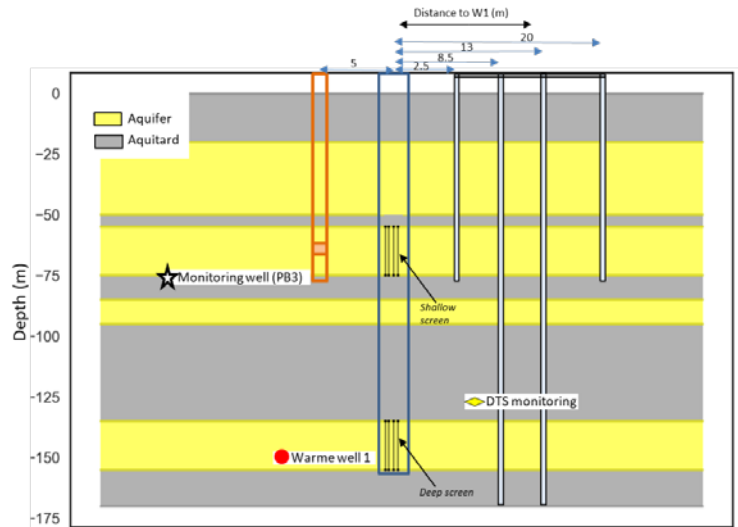 Distance to W1 (m)
20
13
8.5
5
2.5
0
Aquifer
Aquitard
−25
−50
Monitoring well (PB3)
−75
Shallow
screen
Depth (m)
−100
−125
DTS monitoring
Warme well 1
−150
Deep screen
−175